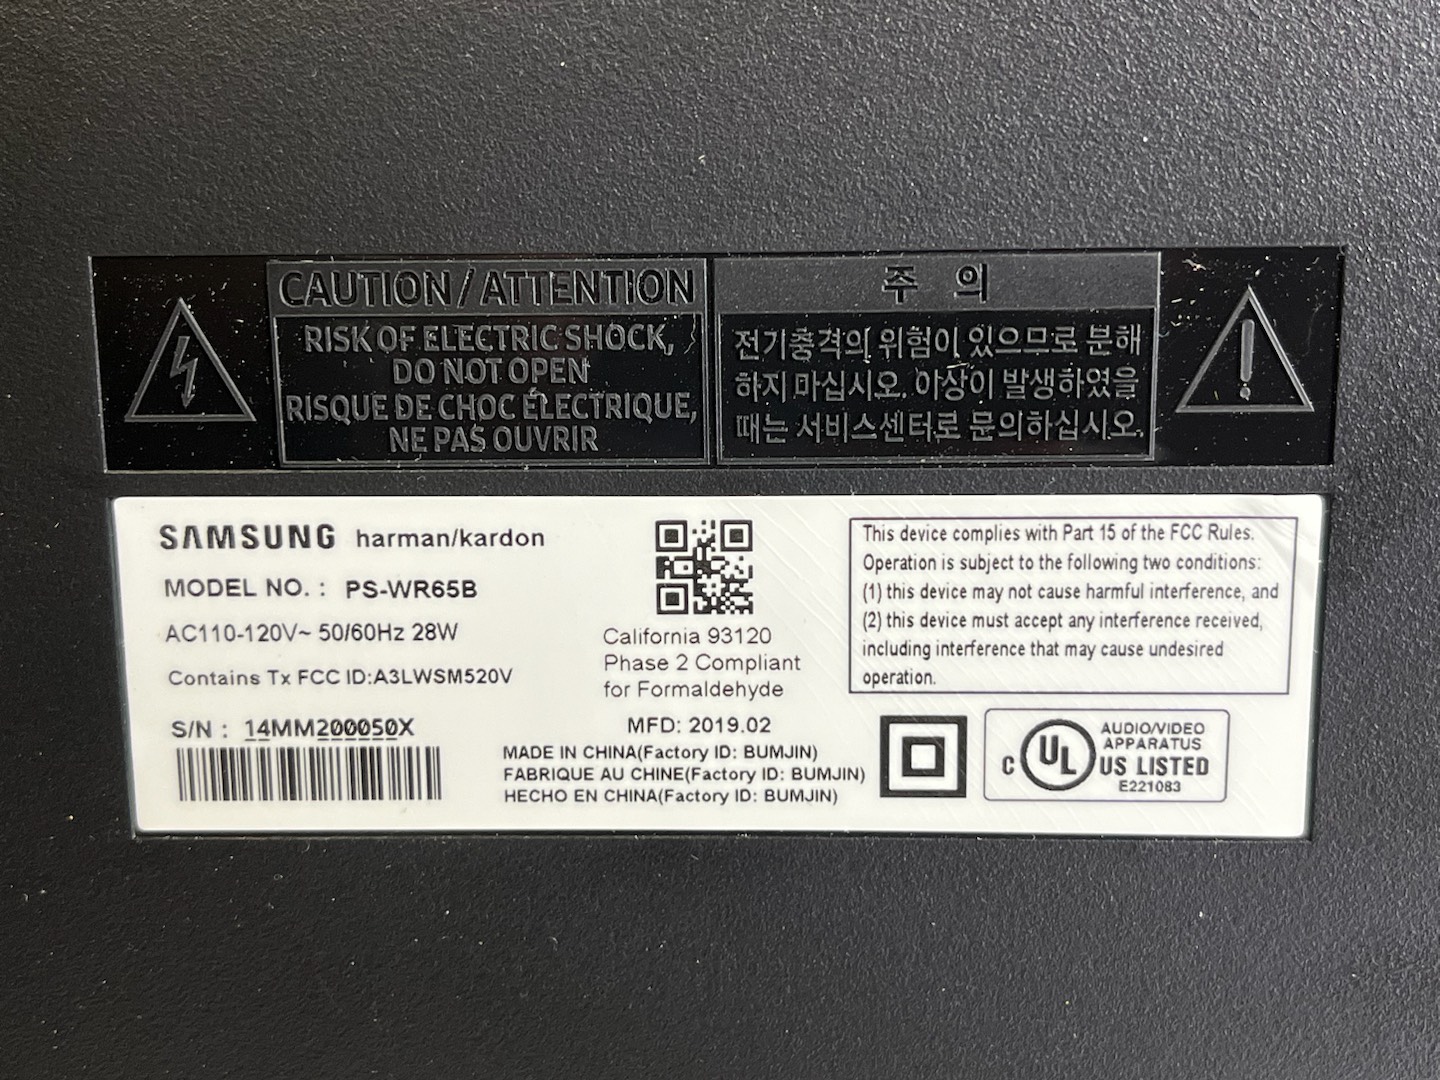 CAUTION / ATTENTION
RISK OF ELECTRIC SHOCK,
DO NOT OPEN
RISQUE DE CHOC ÉLECTRIQUE,
NE PAS OUVRIR
주 의
전기충격의 위험이 있으므로 분해
하지 마십시오. 이상이 발생하였을
때는 서비스센터로 문의하십시오.
SAMSUNG harman/kardon
MODEL NO. : PS-WR65B
AC110-120V~ 50/60Hz 28W
Contains Tx FCC ID:A3LWSM520V
S/N : 14MM200050X
California 93120
Phase 2 Compliant
for Formaldehyde
MFD: 2019.02
MADE IN CHINA(Factory ID: BUMJIN)
FABRIQUE AU CHINE(Factory ID: BUMJIN)
HECHO EN CHINA(Factory ID: BUMJIN)
This device complies with Part 15 of the FCC Rules.
Operation is subject to the following two conditions:
(1) this device may not cause harmful interference, and
(2) this device must accept any interference received,
including interference that may cause undesired
operation.
C UL US LISTED
AUDIO/VIDEO
APPARATUS
E221083